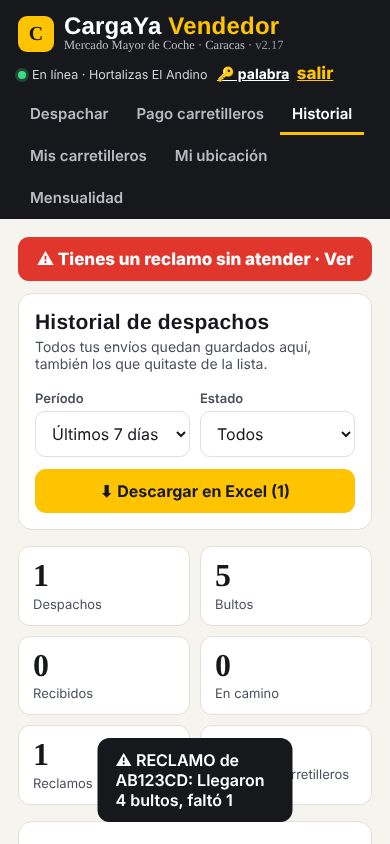 C
CargaYa Vendedor
Mercado Mayor de Coche · Caracas · v2.17
En línea · Hortalizas El Andino 🔑 palabra salir
Despachar Pago carretilleros Historial
Mis carretilleros Mi ubicación
Mensualidad
⚠ Tienes un reclamo sin atender · Ver
Historial de despachos
Todos tus envíos quedan guardados aquí,
también los que quitaste de la lista.
Período Estado
Últimos 7 días Todos
⬇ Descargar en Excel (1)
1 5
Despachos Bultos
0 0
Recibidos En camino
1
Reclamos
⚠ RECLAMO de
AB123CD: Llegaron
4 bultos, faltó 1